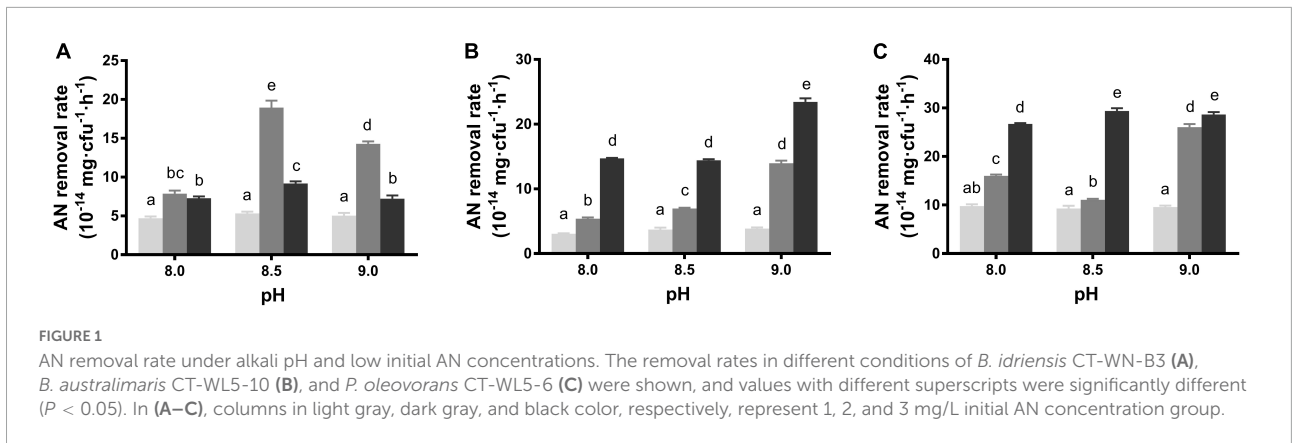 A
AN removal rate
(10-14 mg·cfu-1·h-1)
25
20
15
10
5
0
a bc b
a e c
a d b
8.0 8.5 9.0
pH
B
AN removal rate
(10-14 mg·cfu-1·h-1)
30
20
10
0
a b d
a c d
a d e
8.0 8.5 9.0
pH
C
AN removal rate
(10-14 mg·cfu-1·h-1)
40
30
20
10
0
ab c d
a b e
a d e
8.0 8.5 9.0
pH
FIGURE 1
AN removal rate under alkali pH and low initial AN concentrations. The removal rates in different conditions of B. idriensis CT-WN-B3 (A),
B. australimaris CT-WL5-10 (B), and P. oleovorans CT-WL5-6 (C) were shown, and values with different superscripts were significantly different
(P < 0.05). In (A–C), columns in light gray, dark gray, and black color, respectively, represent 1, 2, and 3 mg/L initial AN concentration group.